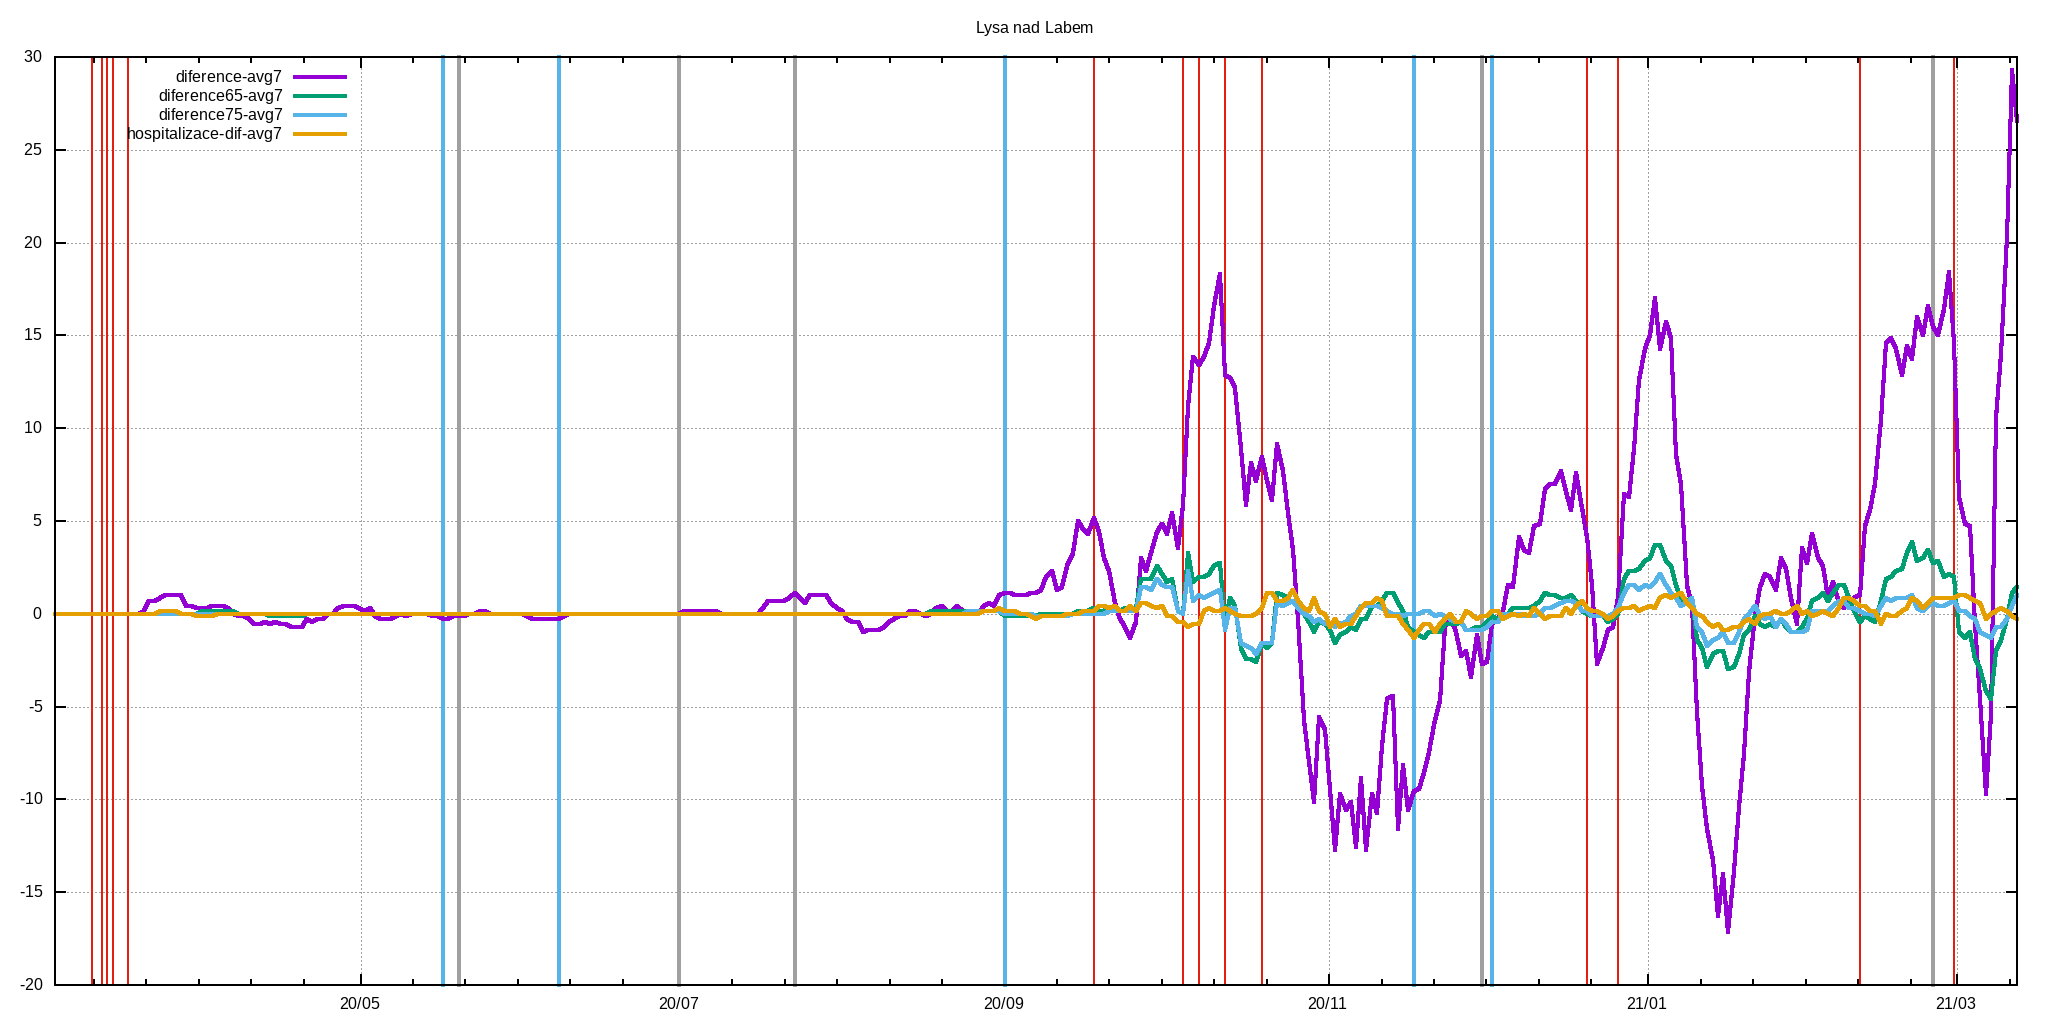 Lysa nad Labem
diference-avg7
diference65-avg7
diference75-avg7
hospitalizace-dif-avg7
30
25
20
15
10
5
0
-5
-10
-15
-20
20/05 20/07 20/09 20/11 21/01 21/03